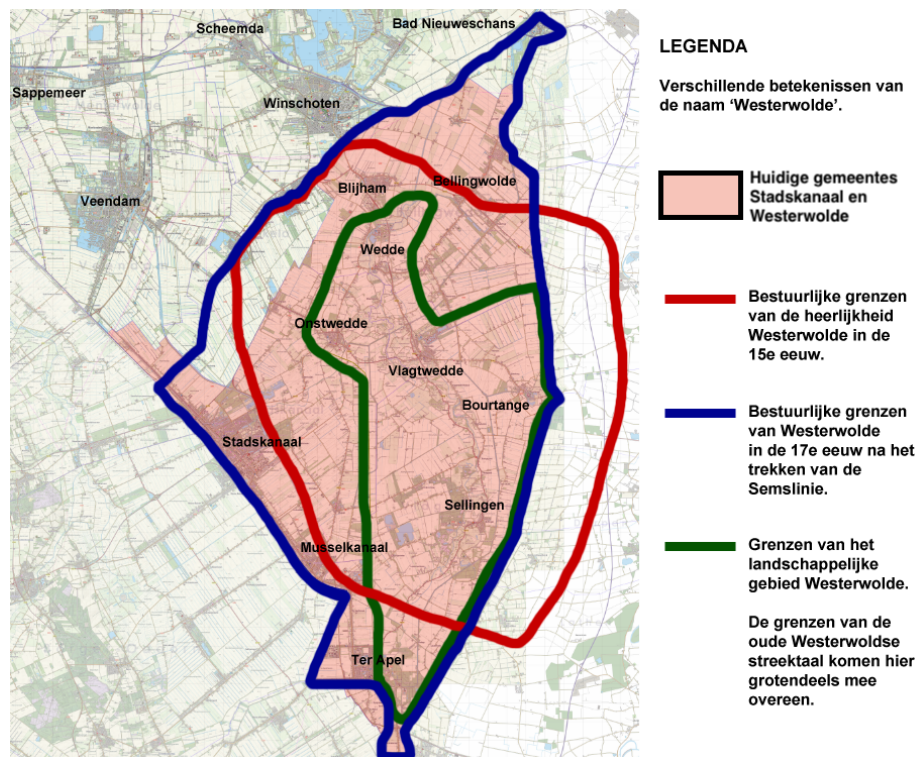 Bad Nieuweschans
Scheemda
Sappemeer
Winschoten
Veendam
Blijham
Bellingwolde
Wedde
Onstwedde
Vlagtwedde
Bourtange
Stadskanaal
Sellingen
Musselkanaal
Ter Apel
LEGENDA
Verschillende betekenissen van
de naam ‘Westerwolde’.
Huidige gemeentes
Stadskanaal en
Westerwolde
Bestuurlijke grenzen
van de heerlijkheid
Westerwolde in de
15e eeuw.
Bestuurlijke grenzen
van Westerwolde
in de 17e eeuw na het
trekken van de
Semslinie.
Grenzen van het
landschappelijke
gebied Westerwolde.
De grenzen van de
oude Westerwoldse
streektaal komen hier
grotendeels mee
overeen.